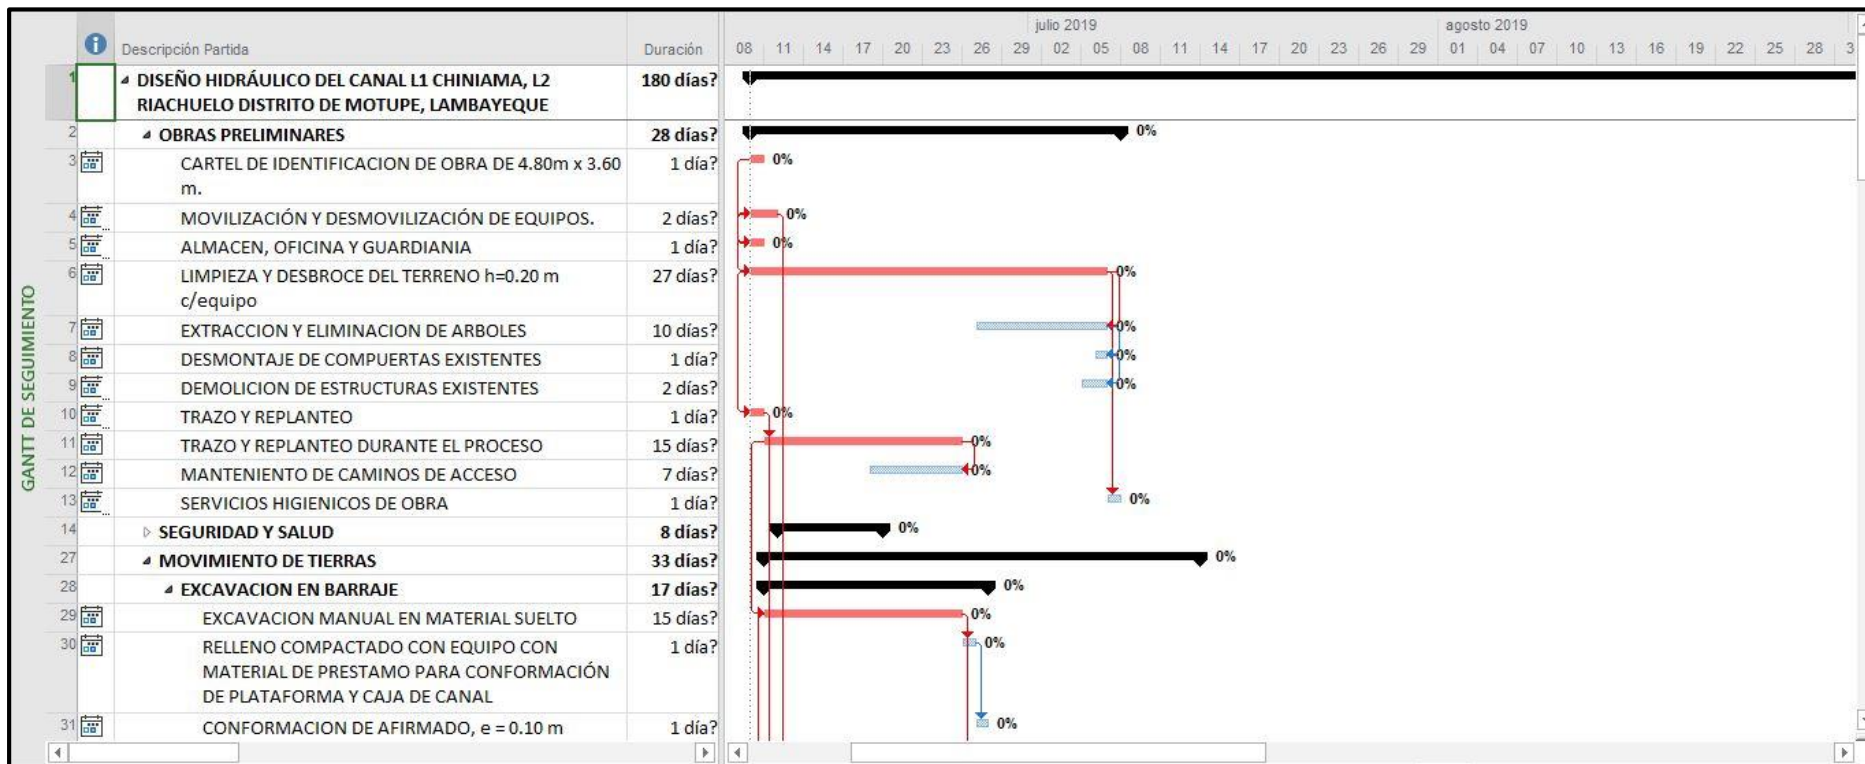 julio 2019 agosto 2019
Descripción Partida Duración 08 11 14 17 20 23 26 29 02 05 08 11 14 17 20 23 26 29 01 04 07 10 13 16 19 22 25 28 3
1 DISEÑO HIDRÁULICO DEL CANAL L1 CHINIAMA, L2 180 días?
RIACHUELO DISTRITO DE MOTUPE, LAMBAYEQUE
2 OBRAS PRELIMINARES 28 días? 0%
3 CARTEL DE IDENTIFICACION DE OBRA DE 4.80m x 3.60 1 día? 0%
m.
4 MOVILIZACIÓN Y DESMOVILIZACIÓN DE EQUIPOS. 2 días? 0%
5 ALMACEN, OFICINA Y GUARDIANIA 1 día? 0%
6 LIMPIEZA Y DESBROCE DEL TERRENO h=0.20 m 27 días? 0%
c/equipo
7 EXTRACCION Y ELIMINACION DE ARBOLES 10 días? 0%
8 DESMONTAJE DE COMPUERTAS EXISTENTES 1 día? 0%
9 DEMOLICION DE ESTRUCTURAS EXISTENTES 2 días? 0%
10 TRAZO Y REPLANTEO 1 día? 0%
11 TRAZO Y REPLANTEO DURANTE EL PROCESO 15 días? 0%
12 MANTENIENTO DE CAMINOS DE ACCESO 7 días? 0%
13 SERVICIOS HIGIENICOS DE OBRA 1 día? 0%
14 SEGURIDAD Y SALUD 8 días? 0%
27 MOVIMIENTO DE TIERRAS 33 días? 0%
28 EXCAVACION EN BARRAJE 17 días? 0%
29 EXCAVACION MANUAL EN MATERIAL SUELTO 15 días? 0%
30 RELLENO COMPACTADO CON EQUIPO CON 1 día? 0%
MATERIAL DE PRESTAMO PARA CONFORMACIÓN
DE PLATAFORMA Y CAJA DE CANAL
31 CONFORMACION DE AFIRMADO, e = 0.10 m 1 día? 0%
GANTT DE SEGUIMIENTO